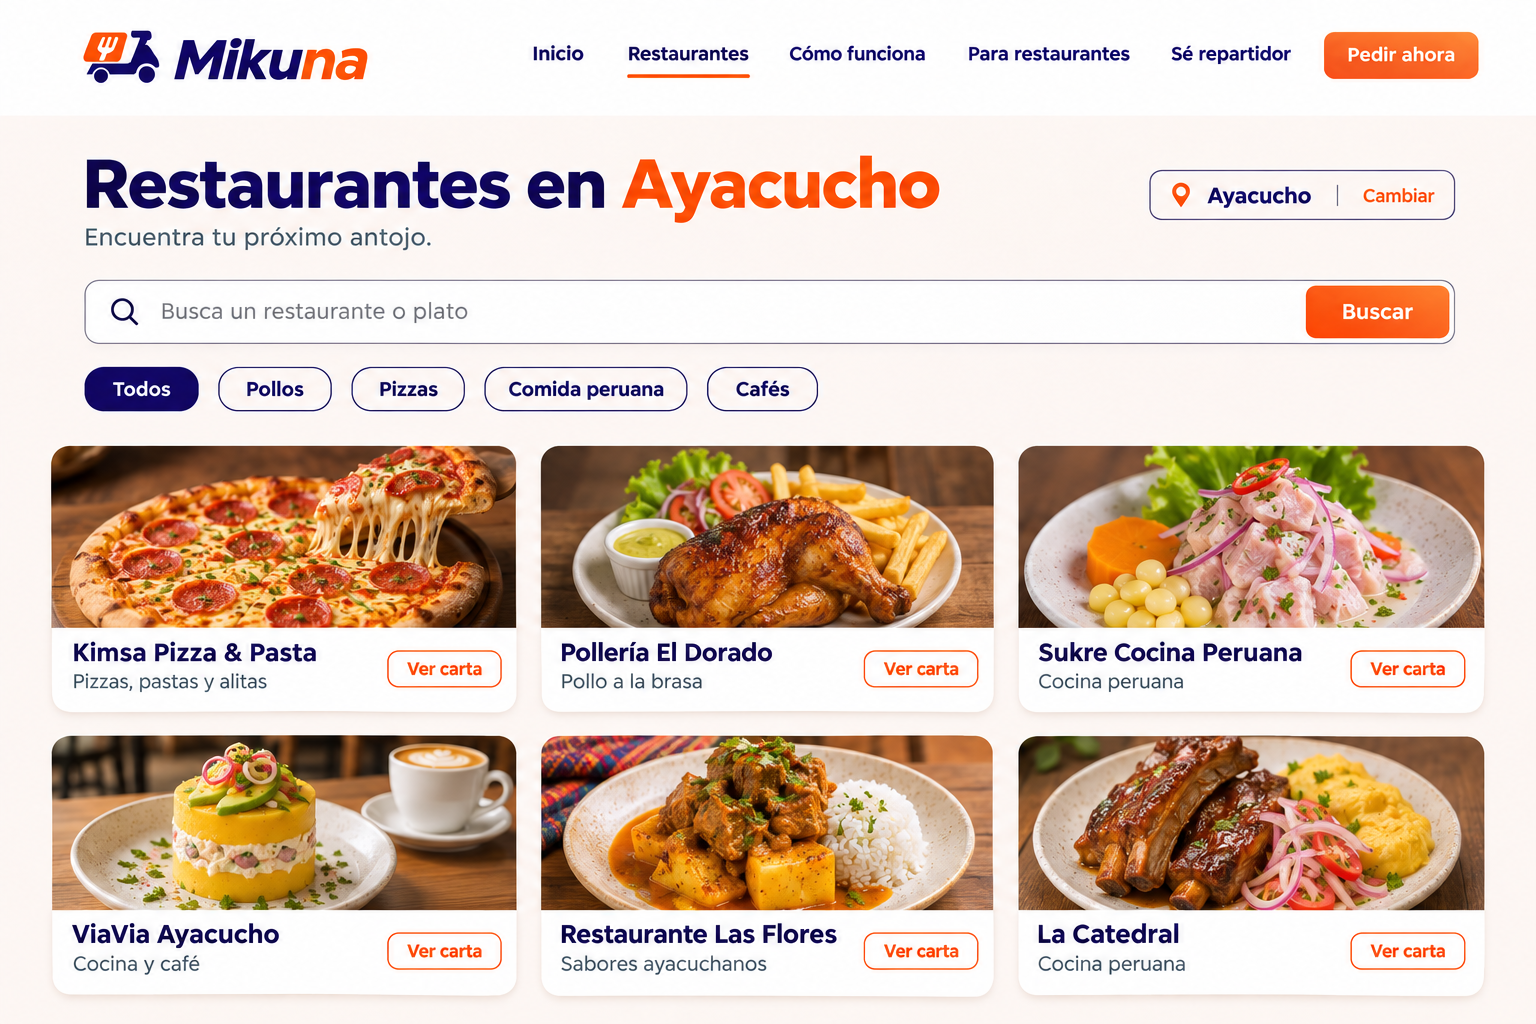 Mikuna
Inicio
Restaurantes
Cómo funciona
Para restaurantes
Sé repartidor
Pedir ahora
Restaurantes en Ayacucho
Encuentra tu próximo antojo.
Ayacucho | Cambiar
Busca un restaurante o plato
Buscar
Todos
Pollos
Pizzas
Comida peruana
Cafés
Kimsa Pizza & Pasta
Pizzas, pastas y alitas
Ver carta
Pollería El Dorado
Pollo a la brasa
Ver carta
Sukre Cocina Peruana
Cocina peruana
Ver carta
ViaVia Ayacucho
Cocina y café
Ver carta
Restaurante Las Flores
Sabores ayacuchanos
Ver carta
La Catedral
Cocina peruana
Ver carta